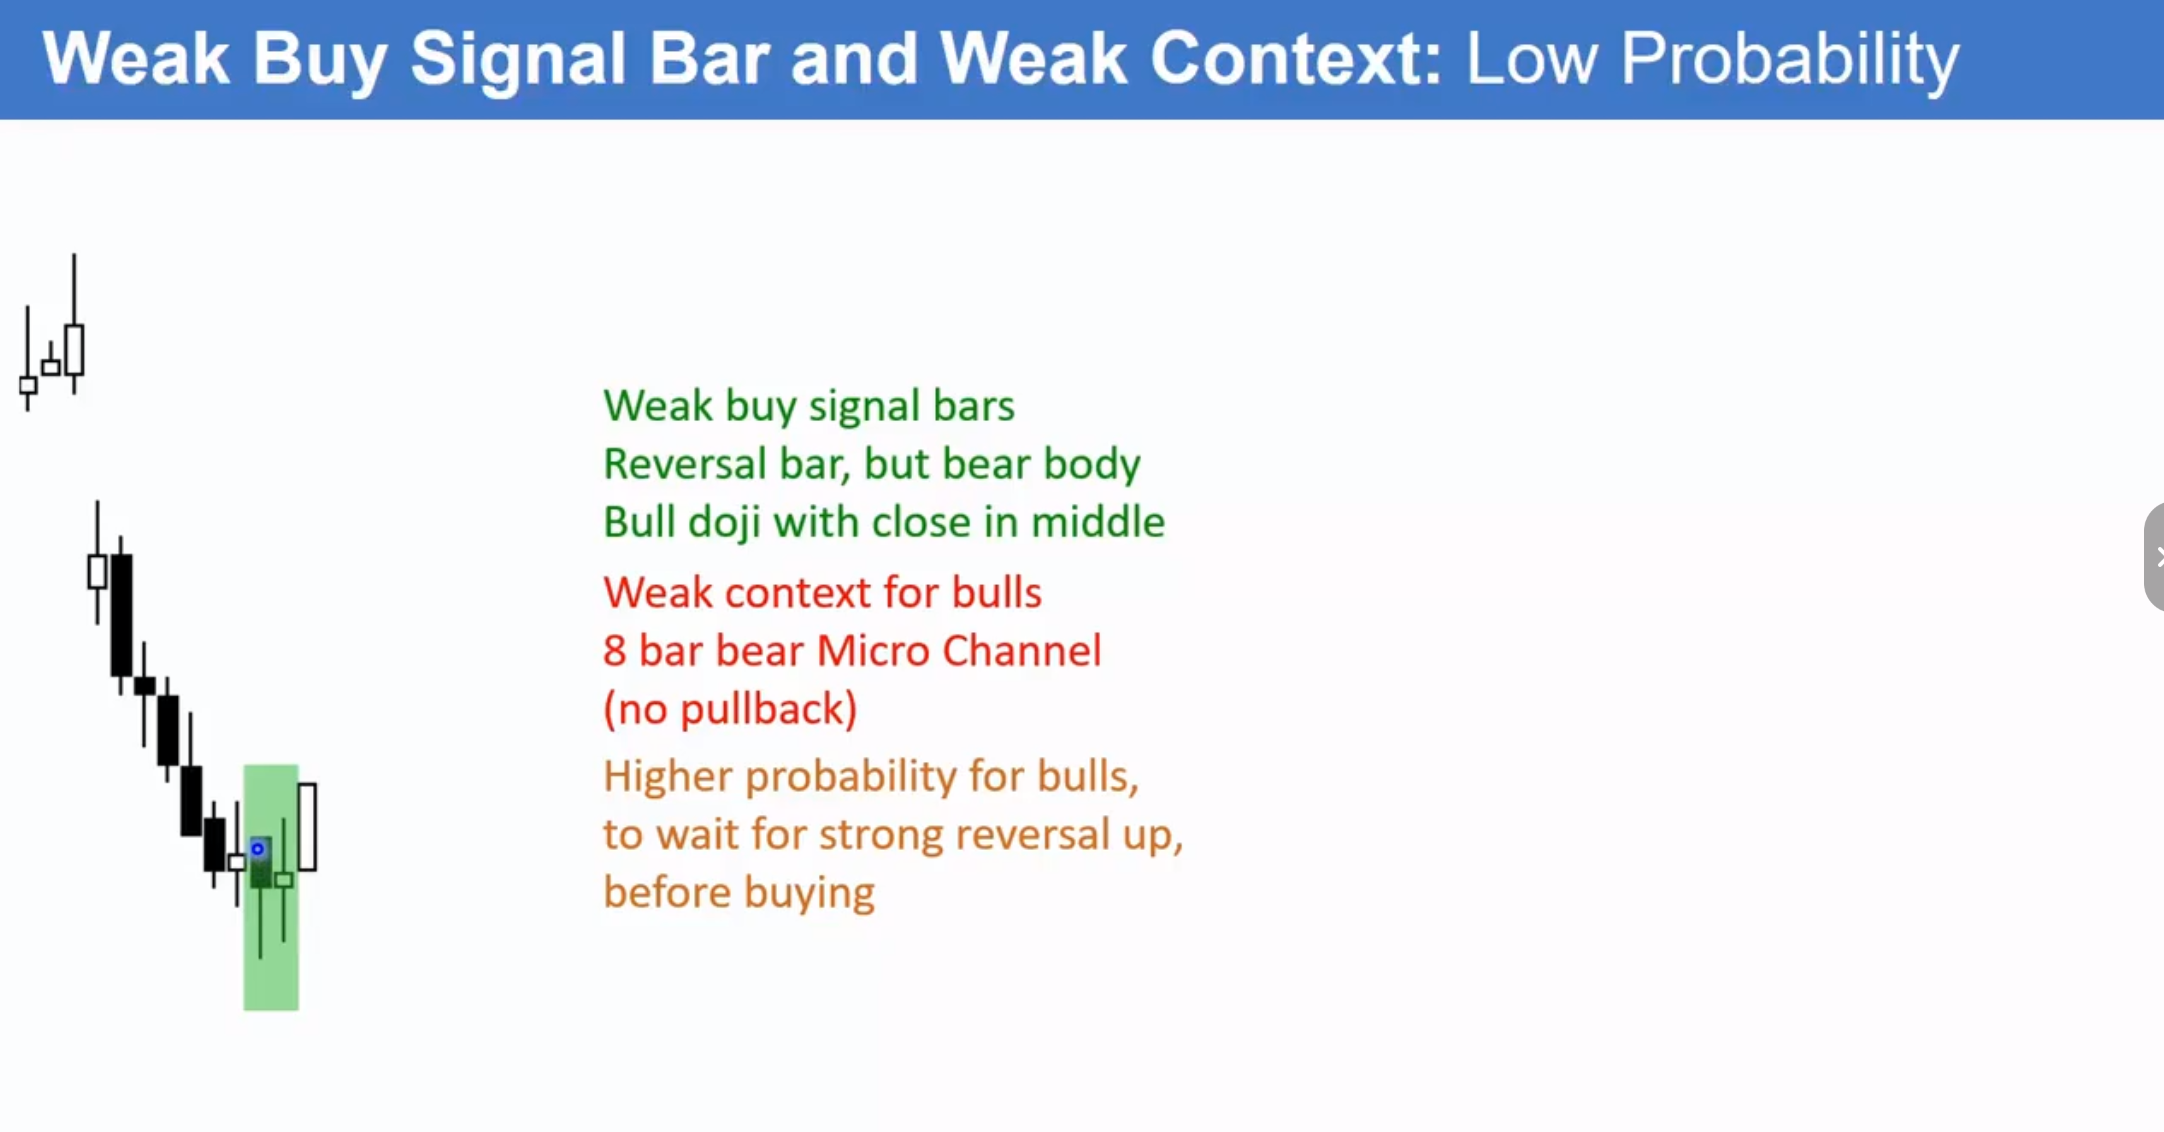 Weak Buy Signal Bar and Weak Context: Low Probability
Weak buy signal bars
Reversal bar, but bear body
Bull doji with close in middle
Weak context for bulls
8 bar bear Micro Channel
(no pullback)
Higher probability for bulls,
to wait for strong reversal up,
before buying